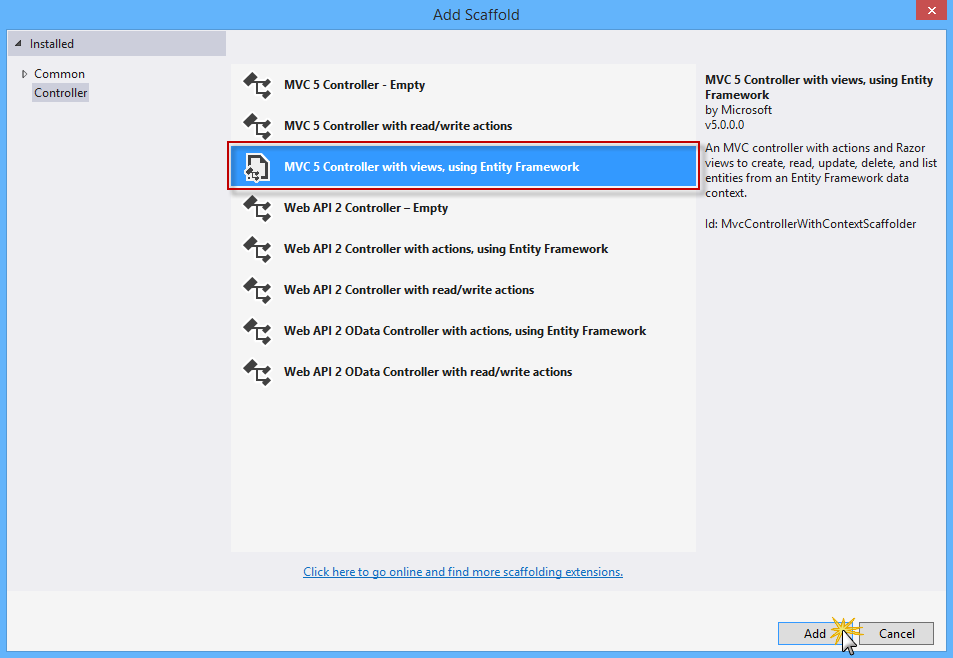 Add Scaffold
Installed
Common
Controller
MVC 5 Controller - Empty
MVC 5 Controller with read/write actions
MVC 5 Controller with views, using Entity Framework
Web API 2 Controller – Empty
Web API 2 Controller with actions, using Entity Framework
Web API 2 Controller with read/write actions
Web API 2 OData Controller with actions, using Entity Framework
Web API 2 OData Controller with read/write actions
Click here to go online and find more scaffolding extensions.
MVC 5 Controller with views, using Entity
Framework
by Microsoft
v5.0.0.0
An MVC controller with actions and Razor
views to create, read, update, delete, and list
entities from an Entity Framework data
context.
Id: MvcControllerWithContextScaffolder
Add
Cancel